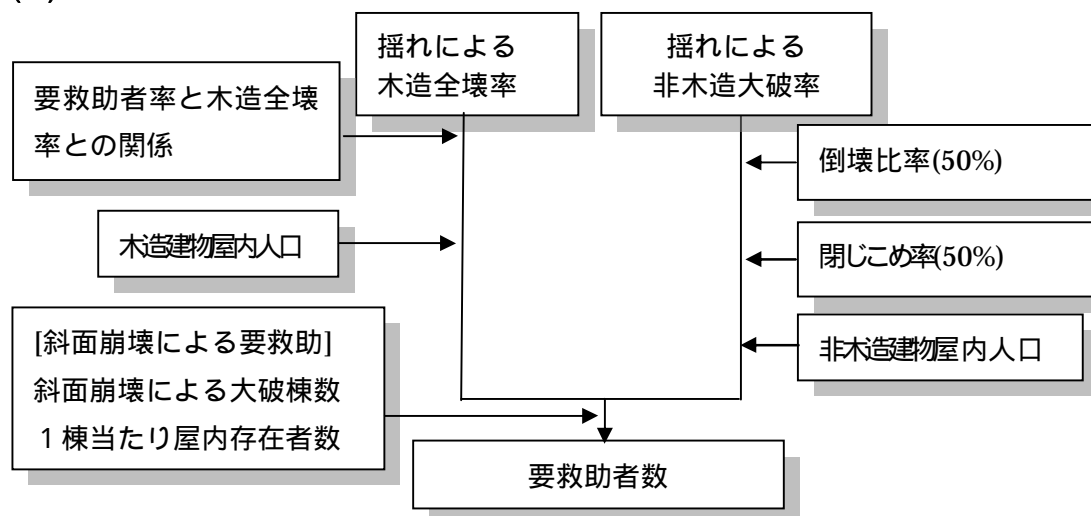 揺れによる
木造全壊率
揺れによる
非木造大破率
要救助者率と木造全壊
率との関係
倒壊比率(50%)
木造建物屋内人口
閉じこめ率(50%)
[斜面崩壊による要救助]
斜面崩壊による大破棟数
1棟当たり屋内存在者数
非木造建物屋内人口
要救助者数